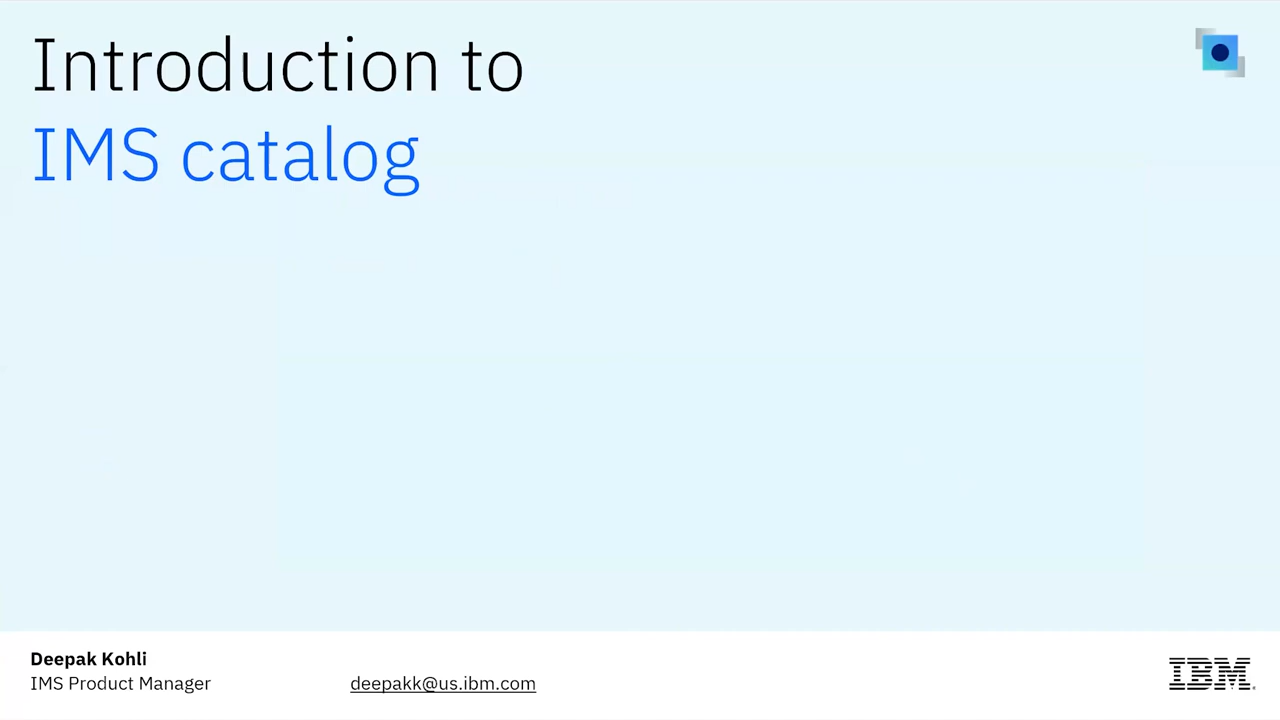 Introduction to
IMS catalog
Deepak Kohli
IMS Product Manager
deepakk@us.ibm.com
IBM